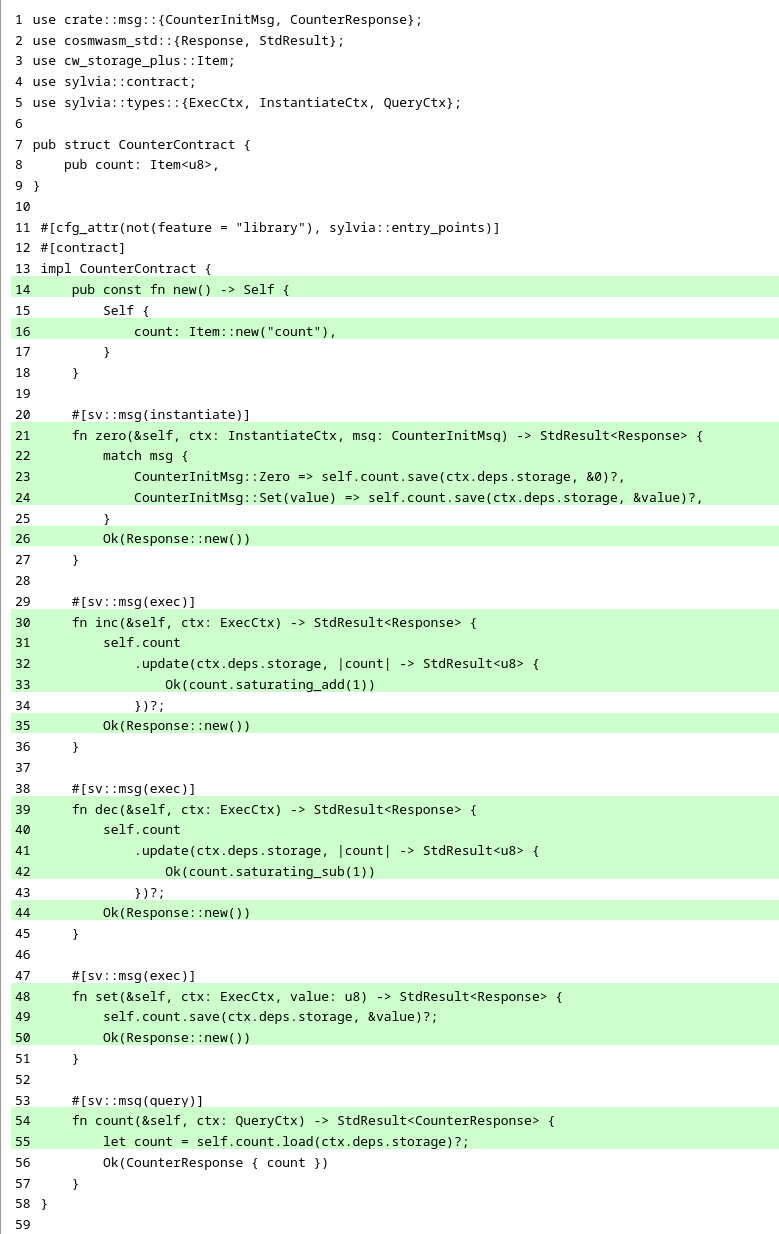 1 use crate::msg::{CounterInitMsg, CounterResponse};
2 use cosmwasm_std::{Response, StdResult};
3 use cw_storage_plus::Item;
4 use sylvia::contract;
5 use sylvia::types::{ExecCtx, InstantiateCtx, QueryCtx};
6
7 pub struct CounterContract {
8     pub count: Item<u8>,
9 }
10
11  #[cfg_attr(not(feature = "library"), sylvia::entry_points)]
12  #[contract]
13  impl CounterContract {
14      pub const fn new() -> Self {
15          Self {
16              count: Item::new("count"),
17          }
18      }
19
20      #[sv::msg(instantiate)]
21      fn zero(&self, ctx: InstantiateCtx, msg: CounterInitMsg) -> StdResult<Response> {
22          match msg {
23              CounterInitMsg::Zero => self.count.save(ctx.deps.storage, &0)?,
24              CounterInitMsg::Set(value) => self.count.save(ctx.deps.storage, &value)?,
25          }
26          Ok(Response::new())
27      }
28
29      #[sv::msg(exec)]
30      fn inc(&self, ctx: ExecCtx) -> StdResult<Response> {
31          self.count
32              .update(ctx.deps.storage, |count| -> StdResult<u8> {
33                  Ok(count.saturating_add(1))
34              })?;
35          Ok(Response::new())
36      }
37
38      #[sv::msg(exec)]
39      fn dec(&self, ctx: ExecCtx) -> StdResult<Response> {
40          self.count
41              .update(ctx.deps.storage, |count| -> StdResult<u8> {
42                  Ok(count.saturating_sub(1))
43              })?;
44          Ok(Response::new())
45      }
46
47      #[sv::msg(exec)]
48      fn set(&self, ctx: ExecCtx, value: u8) -> StdResult<Response> {
49          self.count.save(ctx.deps.storage, &value)?;
50          Ok(Response::new())
51      }
52
53      #[sv::msg(query)]
54      fn count(&self, ctx: QueryCtx) -> StdResult<CounterResponse> {
55          let count = self.count.load(ctx.deps.storage)?;
56          Ok(CounterResponse { count })
57      }
58  }
59